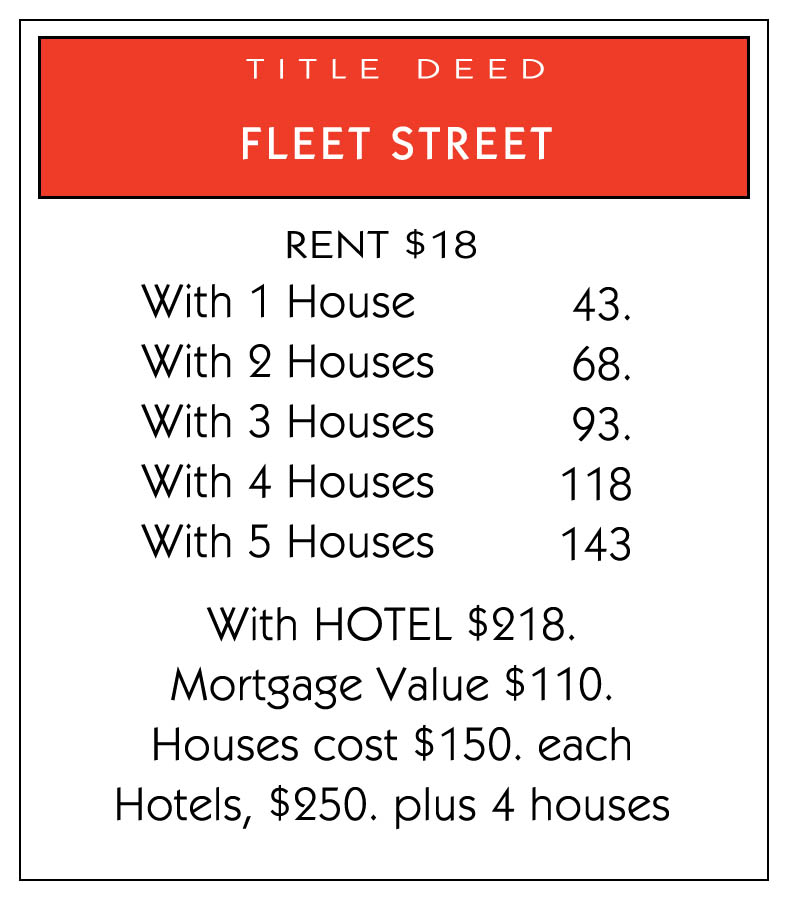 TITLE DEED
FLEET STREET
RENT $18
With 1 House 43.
With 2 Houses 68.
With 3 Houses 93.
With 4 Houses 118
With 5 Houses 143
With HOTEL $218.
Mortgage Value $110.
Houses cost $150. each
Hotels, $250. plus 4 houses